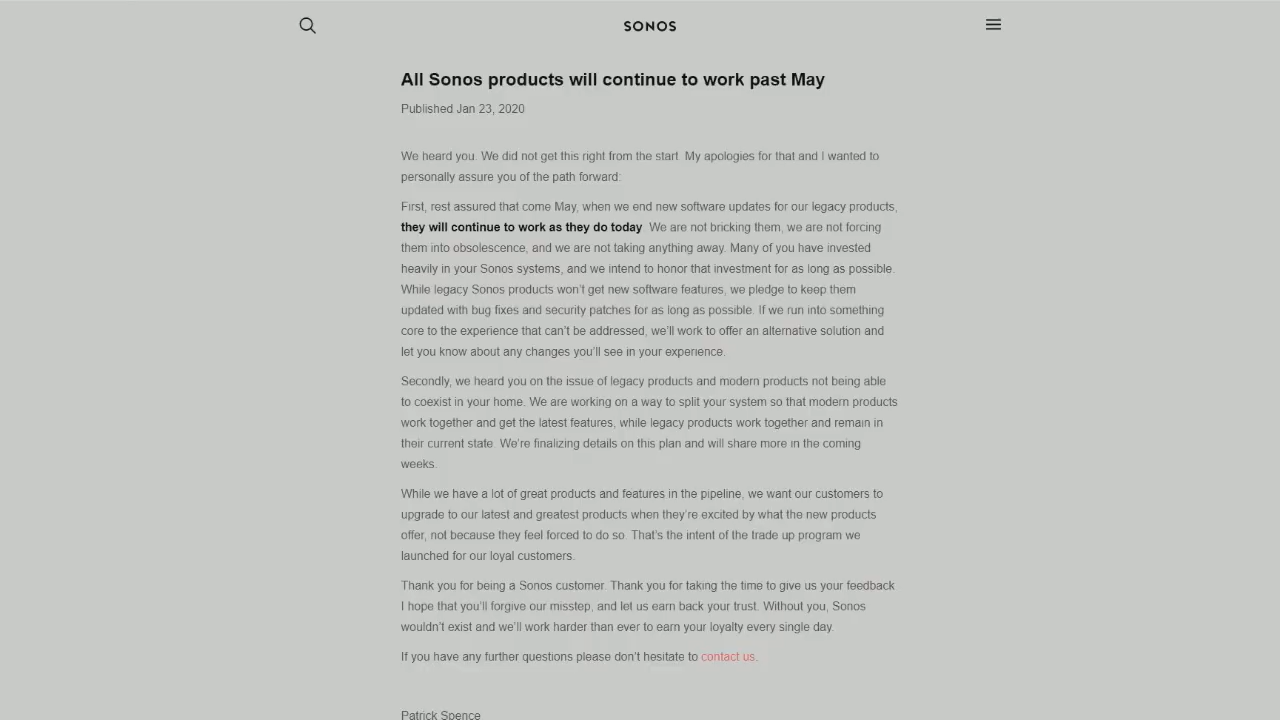 SONOS
All Sonos products will continue to work past May
Published Jan 23, 2020
We heard you. We did not get this right from the start. My apologies for that and I wanted to
personally assure you of the path forward:
First, rest assured that come May, when we end new software updates for our legacy products,
they will continue to work as they do today. We are not bricking them, we are not forcing
them into obsolescence, and we are not taking anything away. Many of you have invested
heavily in your Sonos systems, and we intend to honor that investment for as long as possible.
While legacy Sonos products won't get new software features, we pledge to keep them
updated with bug fixes and security patches for as long as possible. If we run into something
core to the experience that can't be addressed, we'll work to offer an alternative solution and
let you know about any changes you'll see in your experience.
Secondly, we heard you on the issue of legacy products and modern products not being able
to coexist in your home. We are working on a way to split your system so that modern products
work together and get the latest features, while legacy products work together and remain in
their current state. We're finalizing details on this plan and will share more in the coming
weeks.
While we have a lot of great products and features in the pipeline, we want our customers to
upgrade to our latest and greatest products when they're excited by what the new products
offer, not because they feel forced to do so. That's the intent of the trade up program we
launched for our loyal customers.
Thank you for being a Sonos customer. Thank you for taking the time to give us your feedback.
I hope that you'll forgive our misstep, and let us earn back your trust. Without you, Sonos
wouldn't exist and we'll work harder than ever to earn your loyalty every single day.
If you have any further questions please don't hesitate to contact us.
Patrick Spence